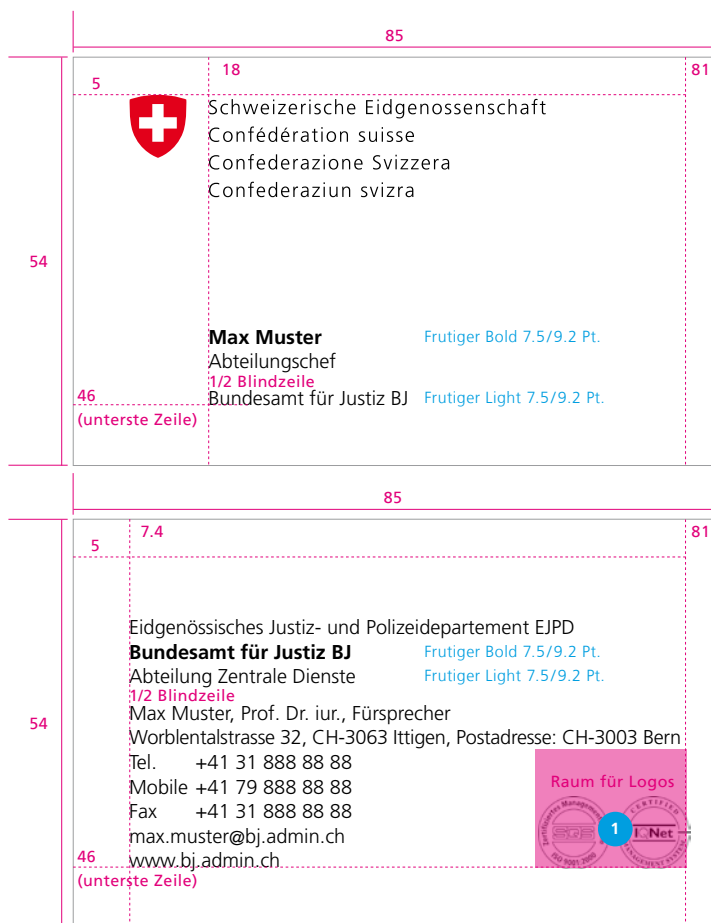 85
18
81
5
Schweizerische Eidgenossenschaft
Confédération suisse
Confederazione Svizzera
Confederaziun svizra
54
Max Muster Frutiger Bold 7.5/9.2 Pt.
Abteilungschef
1/2 Blindzeile
46
Bundesamt für Justiz BJ Frutiger Light 7.5/9.2 Pt.
(unterste Zeile)
85
7.4
81
5
Eidgenössisches Justiz- und Polizeidepartement EJPD
Bundesamt für Justiz BJ Frutiger Bold 7.5/9.2 Pt.
Abteilung Zentrale Dienste Frutiger Light 7.5/9.2 Pt.
1/2 Blindzeile
Max Muster, Prof. Dr. iur., Fürsprecher
54
Worblentalstrasse 32, CH-3063 Ittigen, Postadresse: CH-3003 Bern
Tel. +41 31 888 88 88
Raum für Logos
Mobile +41 79 888 88 88
Fax +41 31 888 88 88
CERTIFIED
SGS
1
IQNet
max.muster@bj.admin.ch
46
www.bj.admin.ch
(unterste Zeile)